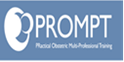 PROMPT
PRactical Obstetric Multi-Professional Training